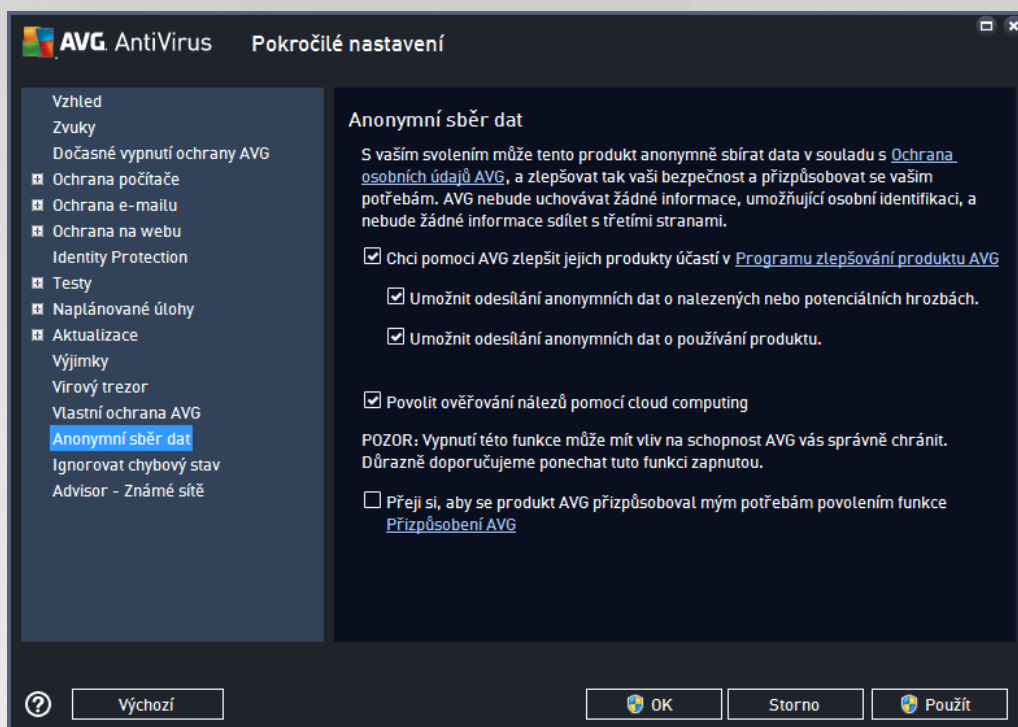 AVG. AntiVirus Pokročilé nastavení
Vzhled
Zvuky
Dočasné vypnutí ochrany AVG
Ochrana počítače
Ochrana e-mailu
Ochrana na webu
Identity Protection
Testy
Naplánované úlohy
Aktualizace
Výjimky
Virový trezor
Vlastní ochrana AVG
Anonymní sběr dat
Ignorovat chybový stav
Advisor - Známé sítě
Anonymní sběr dat
S vaším svolením může tento produkt anonymně sbírat data v souladu s Ochrana
osobních údajů AVG, a zlepšovat tak vaši bezpečnost a přizpůsobovat se vašim
potřebám. AVG nebude uchovávat žádné informace, umožňující osobní identifikaci, a
nebude žádné informace sdílet s třetími stranami.
Chci pomoci AVG zlepšit jejich produkty účastí v Programu zlepšování produktu AVG
Umožnit odesílání anonymních dat o nalezených nebo potenciálních hrozbách.
Umožnit odesílání anonymních dat o používání produktu.
Povolit ověřování nálezů pomocí cloud computing
POZOR: Vypnutí této funkce může mít vliv na schopnost AVG vás správně chránit.
Důrazně doporučujeme ponechat tuto funkci zapnutou.
Přeji si, aby se produkt AVG přizpůsoboval mým potřebám povolením funkce
Přizpůsobení AVG
? Výchozí OK Storno Použít